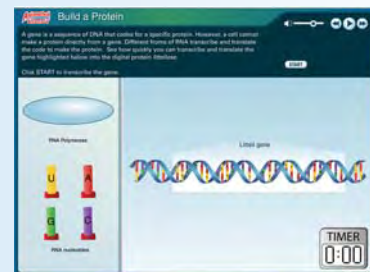 Build a Protein
A gene is a sequence of DNA that codes for a specific protein. However, a cell cannot
make a protein directly from a gene. Different forms of RNA transcribe and translate
the code to make the protein. See how quickly you can transcribe and translate the
gene highlighted below into the digital protein
Click START to transcribe the gene.
START
RNA Polymerase
U
A
G
C
RNA nucleotides
gene
TIMER
0:00